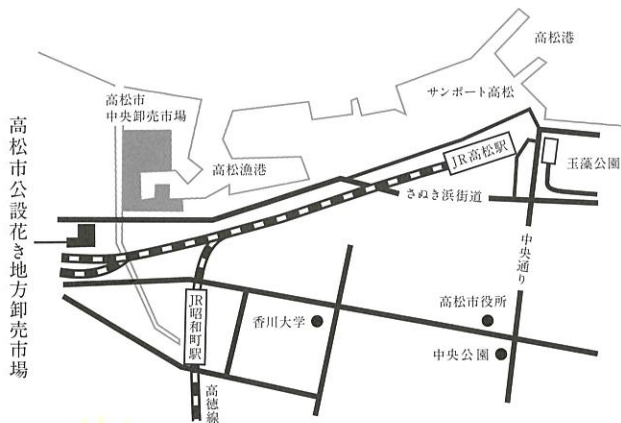 高松港
サンポート高松
高松市
中央卸売市場
高松市公設花き地方卸売市場
高松漁港
JR高松駅
玉藻公園
さぬき浜街道
中央通り
高松市役所
JR昭和町駅
香川大学
中央公園
高徳線